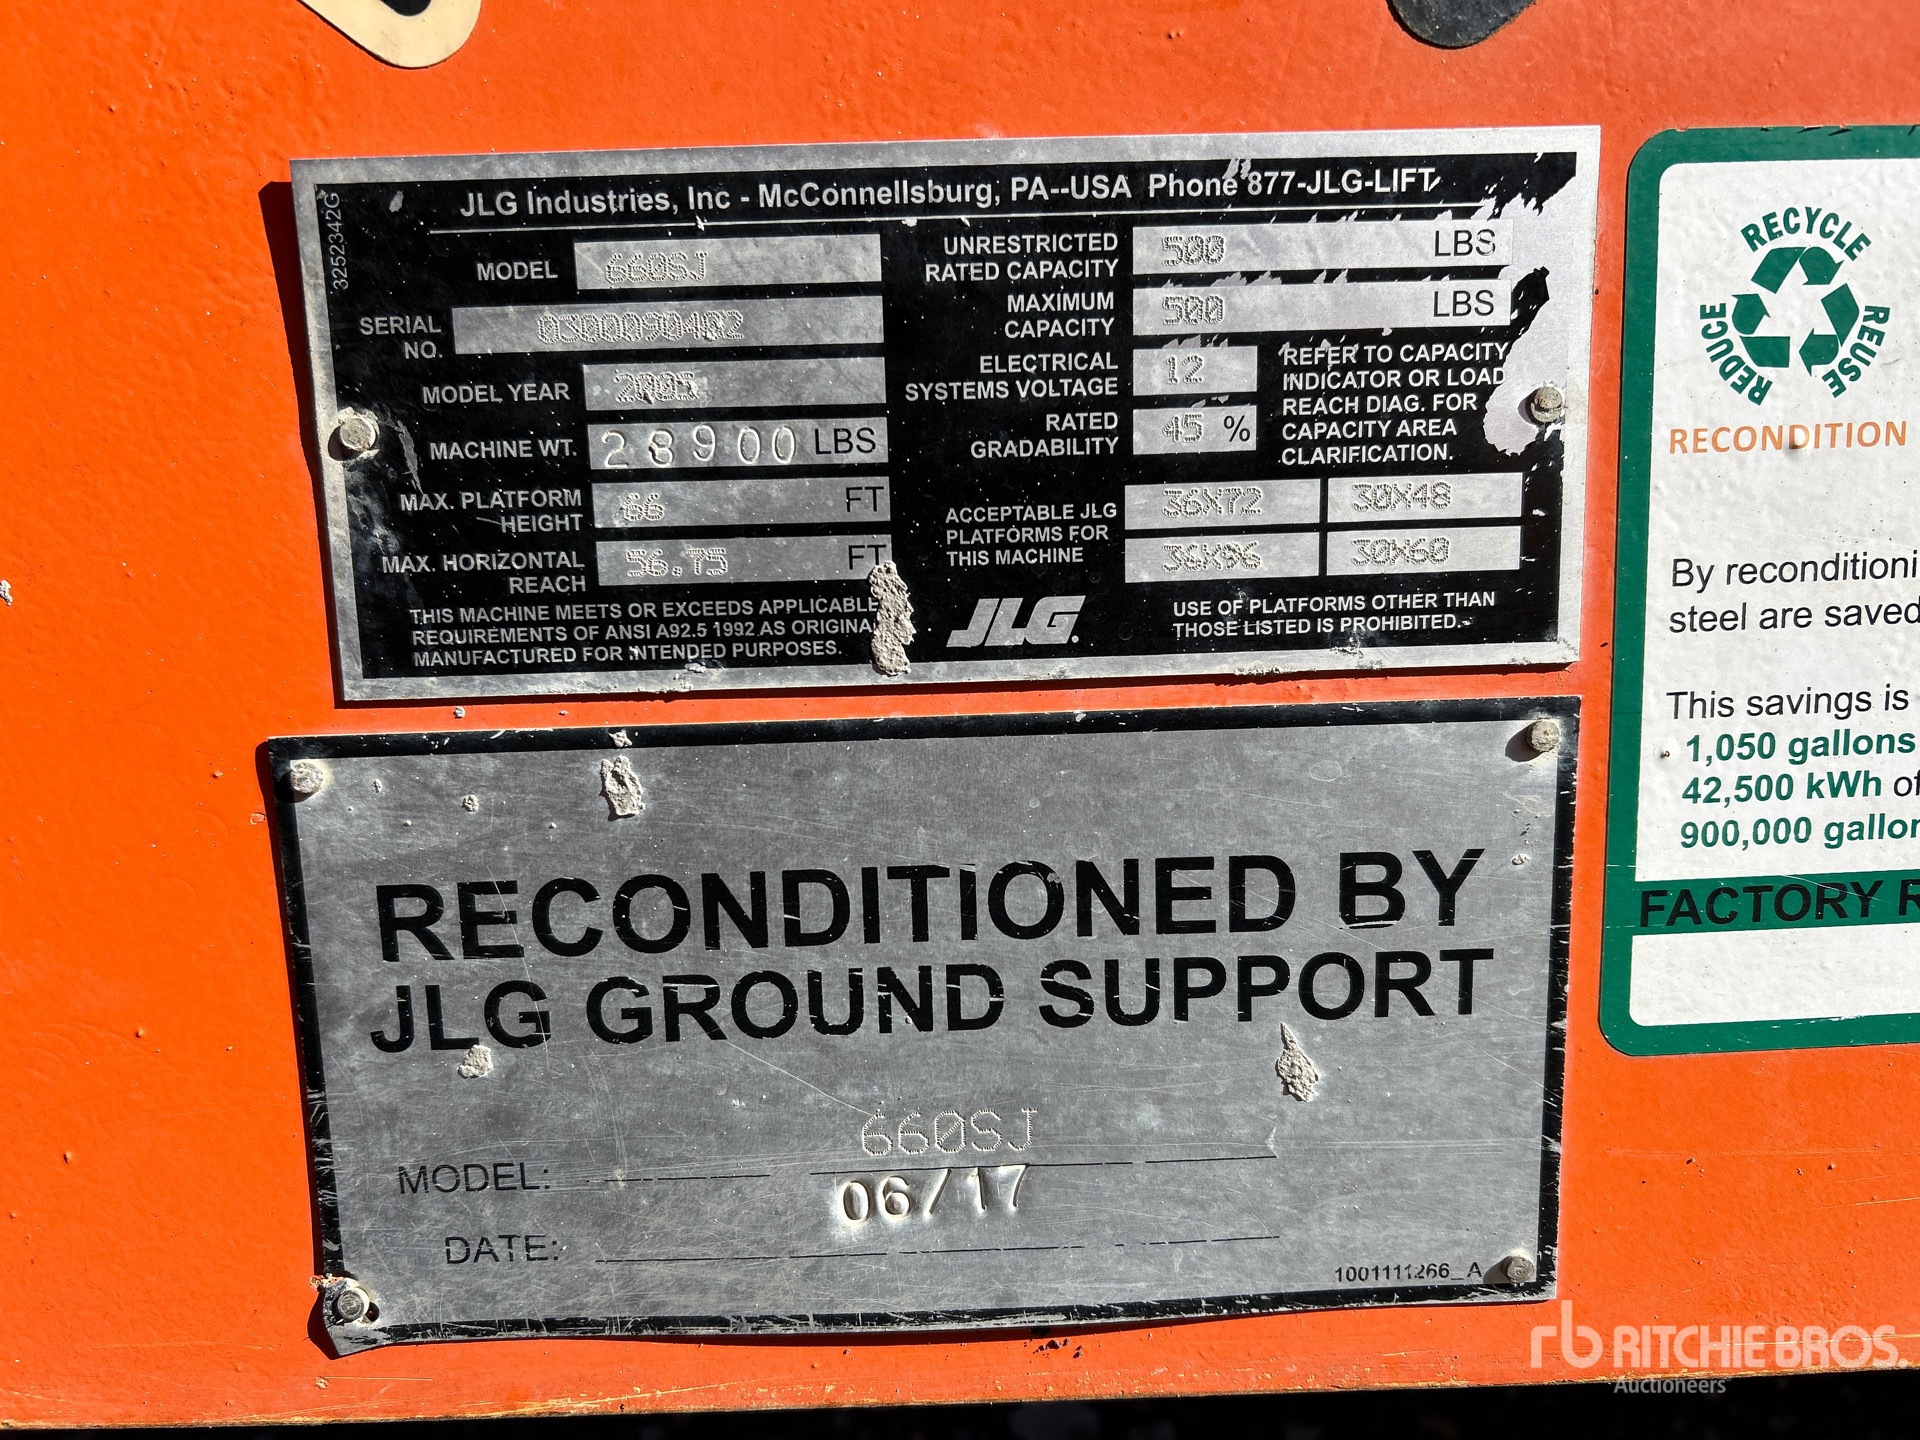 3252342G
JLG Industries, Inc - McConnellsburg, PA--USA Phone 877-JLG-LIFT
MODEL 660SJ
SERIAL NO. 0300090402
MODEL YEAR 2005
MACHINE WT. 28900 LBS
MAX. PLATFORM HEIGHT 66 FT
MAX. HORIZONTAL REACH 56.75 FT
THIS MACHINE MEETS OR EXCEEDS APPLICABLE
REQUIREMENTS OF ANSI A92.5 1992 AS ORIGINA
MANUFACTURED FOR INTENDED PURPOSES.
UNRESTRICTED RATED CAPACITY 500 LBS
MAXIMUM CAPACITY 500 LBS
ELECTRICAL SYSTEMS VOLTAGE 12
RATED GRADABILITY 45 %
REFER TO CAPACITY
INDICATOR OR LOAD
REACH DIAG. FOR
CAPACITY AREA
CLARIFICATION.
ACCEPTABLE JLG
PLATFORMS FOR
THIS MACHINE
36X72 30X48
36X96 30X60
JLG
USE OF PLATFORMS OTHER THAN
THOSE LISTED IS PROHIBITED.
RECONDITIONED BY
JLG GROUND SUPPORT
MODEL: 660SJ
DATE: 06/17
1001111266_A
REDUCE RECYCLE REUSE
RECONDITION
By reconditioni
steel are saved
This savings is
1,050 gallons
42,500 kWh of
900,000 gallon
FACTORY R
rb RITCHIE BROS.
Auctioneers